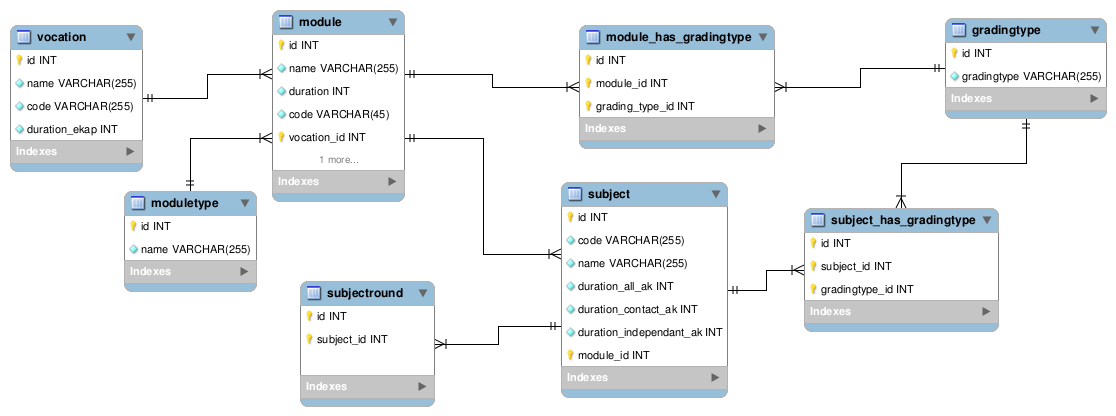 vocation
id INT
name VARCHAR(255)
code VARCHAR(255)
duration_ekap INT
Indexes
module
id INT
name VARCHAR(255)
duration INT
code VARCHAR(45)
vocation_id INT
1 more...
Indexes
module_has_gradingtype
id INT
module_id INT
grading_type_id INT
Indexes
gradingtype
id INT
gradingtype VARCHAR(255)
Indexes
moduletype
id INT
name VARCHAR(255)
Indexes
subject
id INT
code VARCHAR(255)
name VARCHAR(255)
duration_all_ak INT
duration_contact_ak INT
duration_independant_ak INT
module_id INT
Indexes
subject_has_gradingtype
id INT
subject_id INT
gradingtype_id INT
Indexes
subjectround
id INT
subject_id INT
Indexes